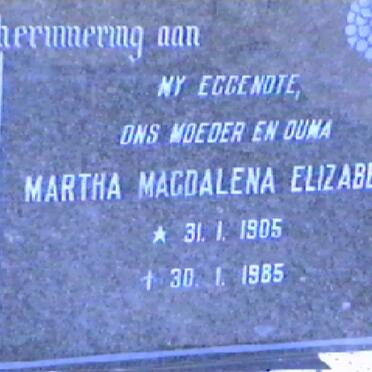 herinnering aan
MY EGGENOTE,
ONS MOEDER EN OUMA
MARTHA MAGDALENA ELIZABE
★ 31. 1. 1905
✝ 30. 1. 1985